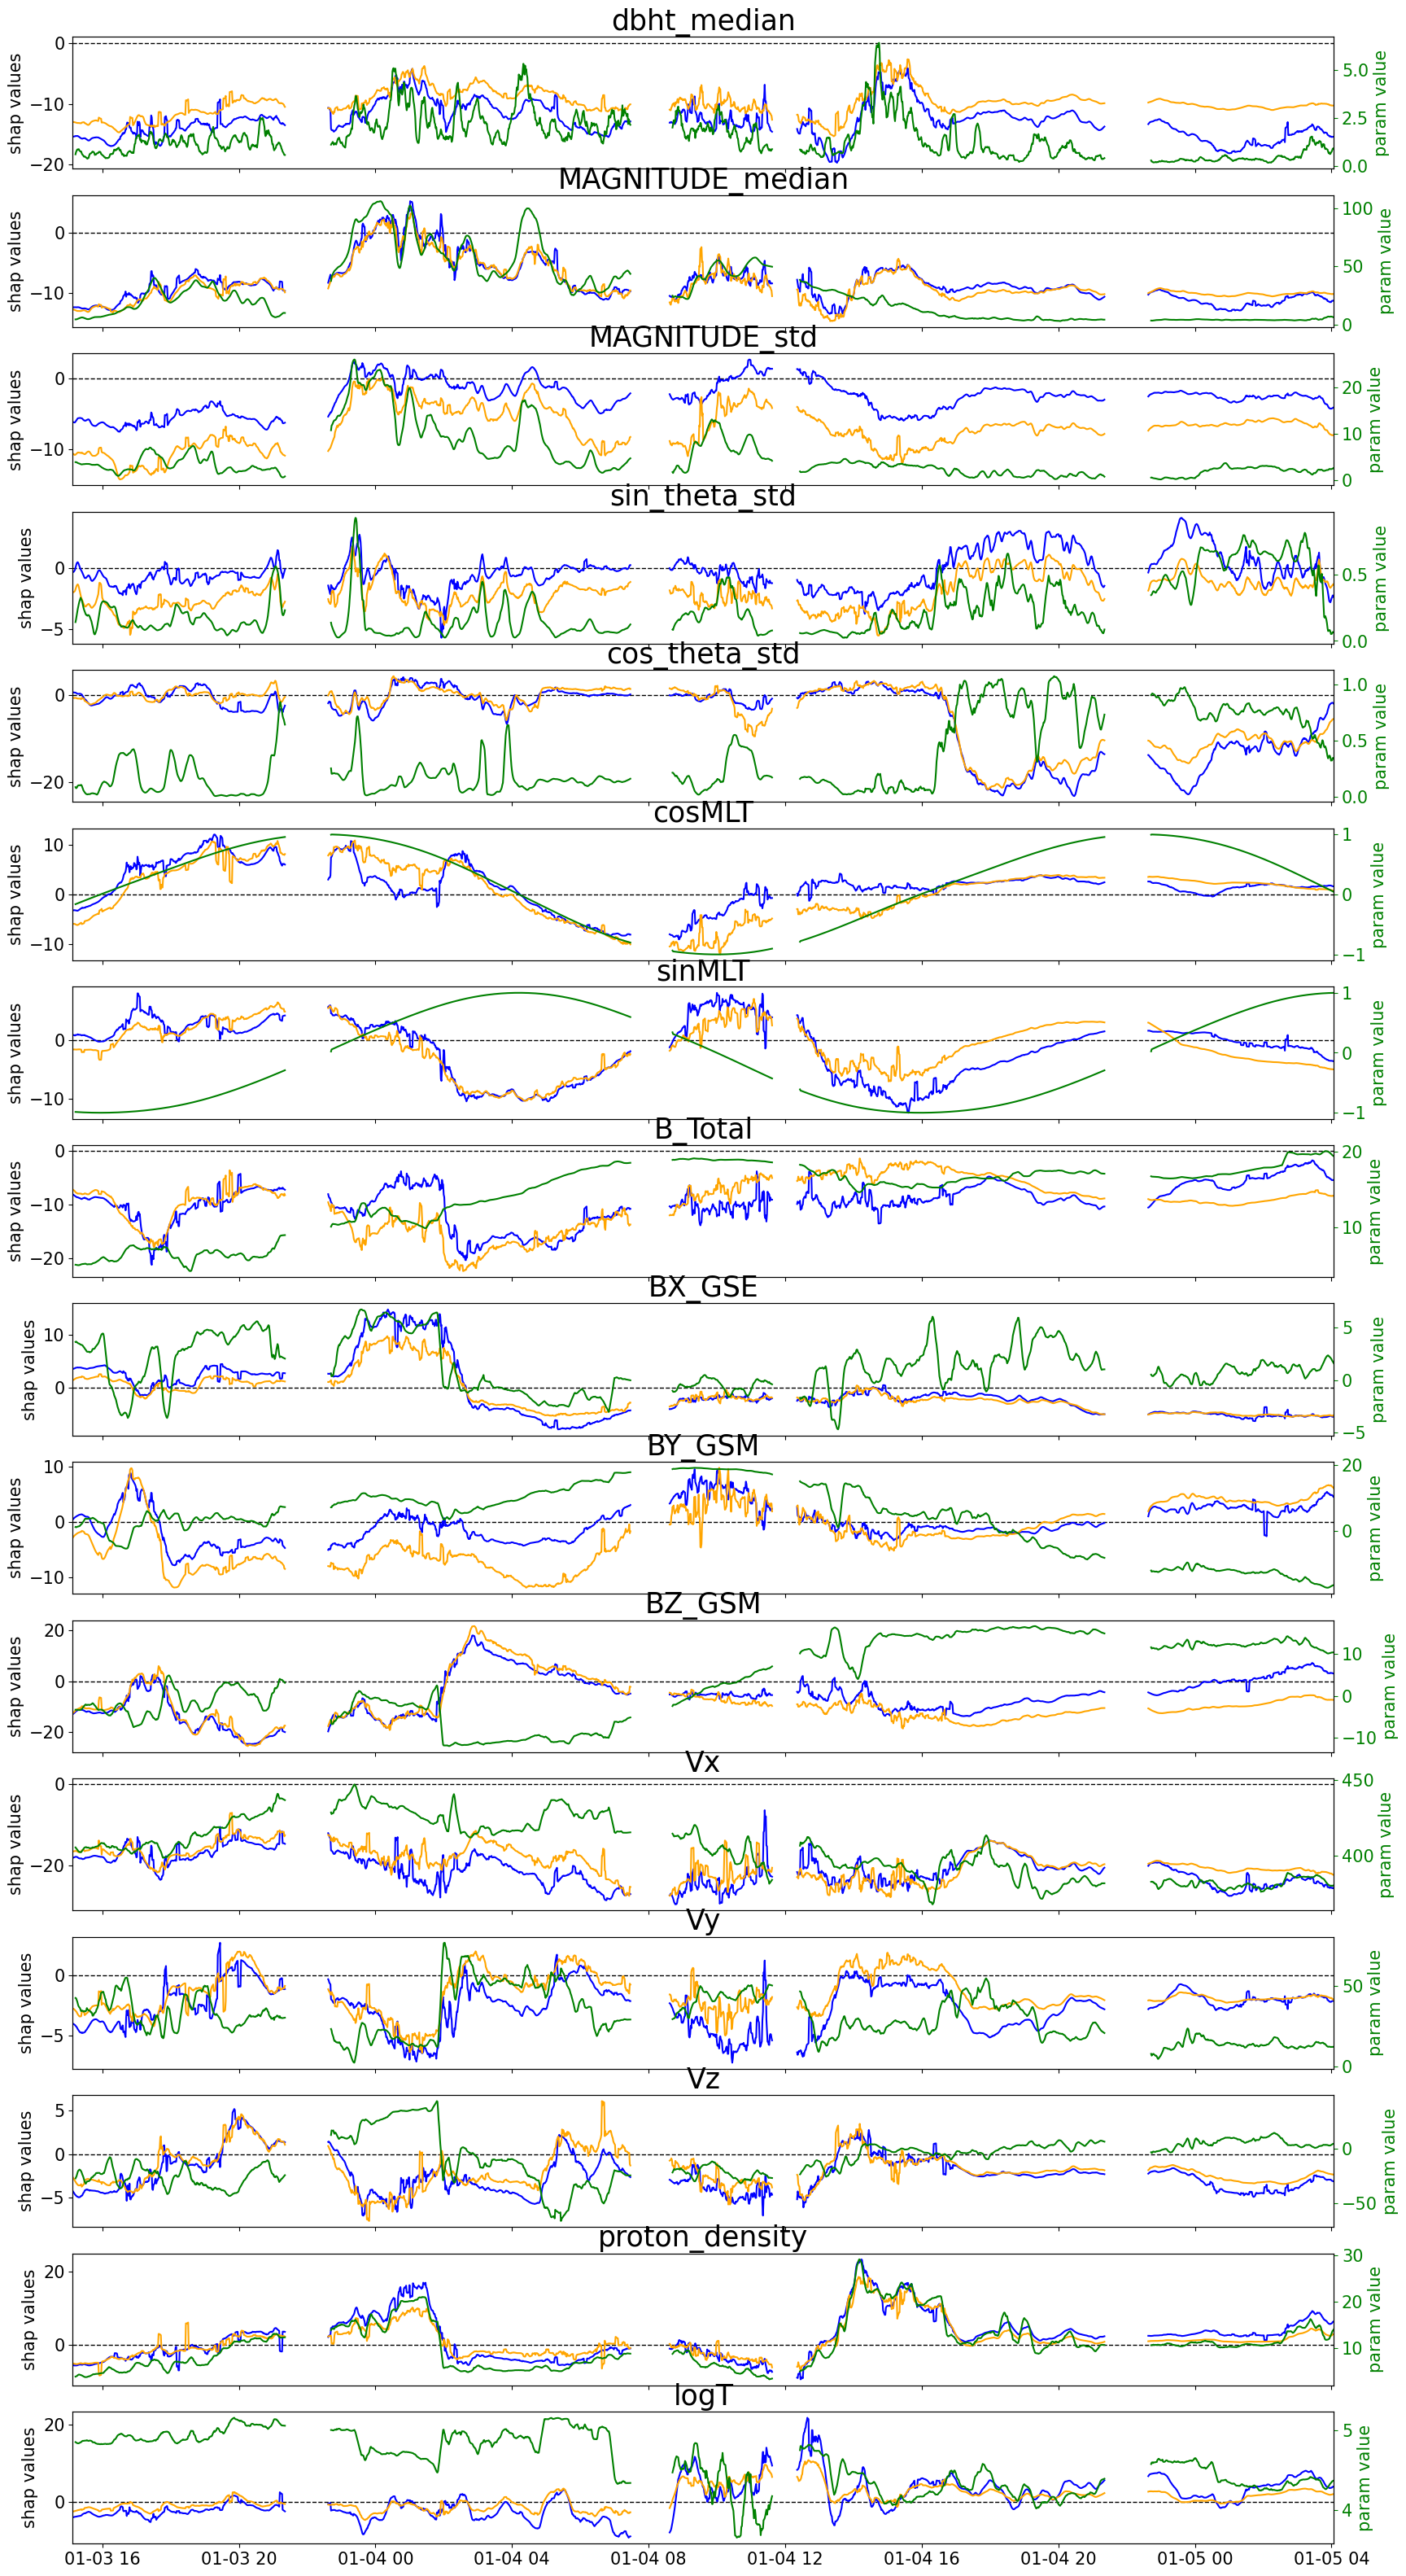 dbht_median
shap values
0
−10
−20
5.0
2.5
0.0
param value
MAGNITUDE_median
shap values
0
−10
100
50
0
param value
MAGNITUDE_std
shap values
0
−10
20
10
0
param value
sin_theta_std
shap values
0
−5
0.5
0.0
param value
cos_theta_std
shap values
0
−20
1.0
0.5
0.0
param value
cosMLT
shap values
10
0
−10
1
0
−1
param value
sinMLT
shap values
0
−10
1
0
−1
param value
B_Total
shap values
0
−10
−20
20
10
param value
BX_GSE
shap values
10
0
5
0
−5
param value
BY_GSM
shap values
10
0
−10
20
0
param value
BZ_GSM
shap values
20
0
−20
10
0
−10
param value
Vx
shap values
0
−20
450
400
param value
Vy
shap values
0
−5
50
0
param value
Vz
shap values
5
0
−5
0
−50
param value
proton_density
shap values
20
0
30
20
10
param value
logT
shap values
20
0
5
4
param value
01-03 16 01-03 20 01-04 00 01-04 04 01-04 08 01-04 12 01-04 16 01-04 20 01-05 00 01-05 04